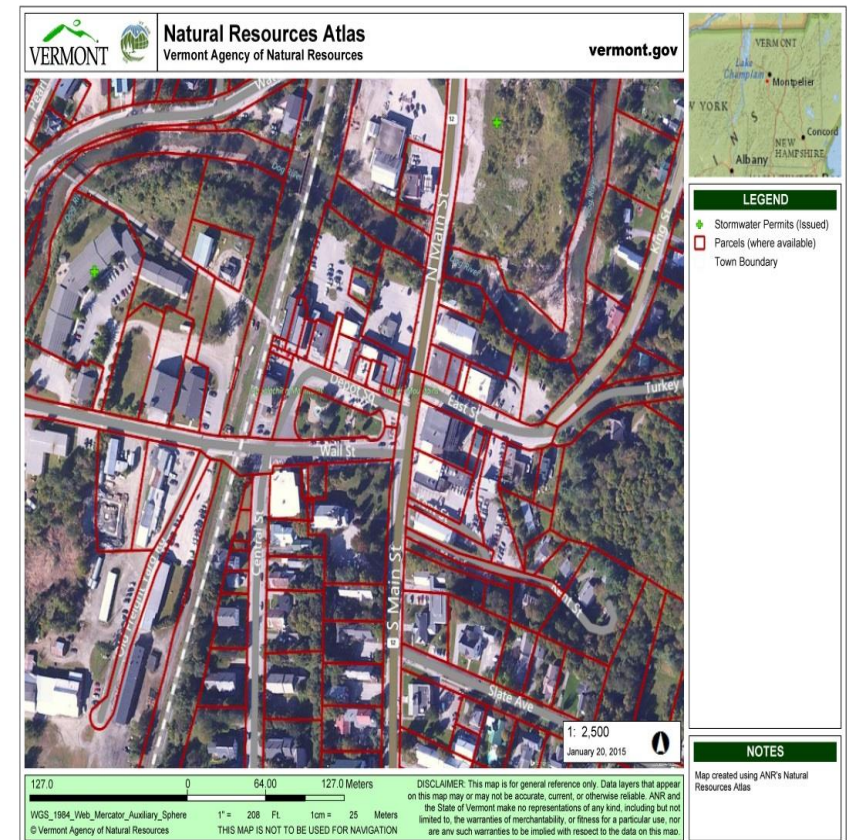 VERMONT
Natural Resources Atlas
Vermont Agency of Natural Resources
vermont.gov
VERMONT
Lake
Champlain
Montpelier
W YORK
Concord
NEW
HAMPSHIRE
Albany
LEGEND
Stormwater Permits (Issued)
Parcels (where available)
Town Boundary
Pearl
12
N Main St
King St
Depot Sq
East St
Turkey
Wall St
Central St
S Main St
12
Slate Ave
1: 2,500
January 20, 2015
NOTES
Map created using ANR's Natural
Resources Atlas
127.0 0 64.00 127.0 Meters
WGS_1984_Web_Mercator_Auxiliary_Sphere
1" = 208 Ft. 1cm = 25 Meters
© Vermont Agency of Natural Resources
THIS MAP IS NOT TO BE USED FOR NAVIGATION
DISCLAIMER: This map is for general reference only. Data layers that appear
on this map may or may not be accurate, current, or otherwise reliable. ANR and
the State of Vermont make no representations of any kind, including but not
limited to, the warranties of merchantability, or fitness for a particular use, nor
are any such warranties to be implied with respect to the data on this map.